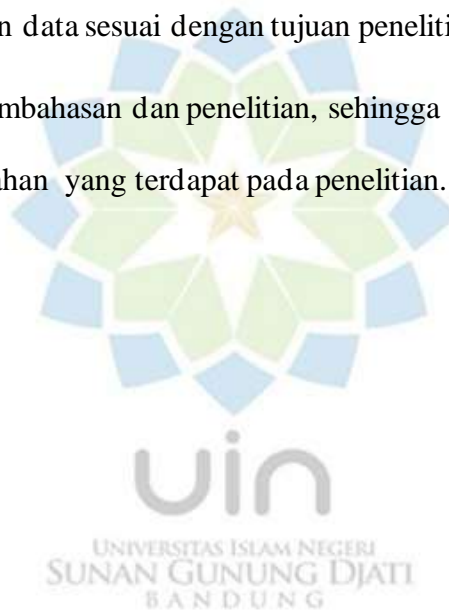 n data sesuai dengan tujuan peneliti
mbahasan dan penelitian, sehingga
ahan yang terdapat pada penelitian.
uin
UNIVERSITAS ISLAM NEGERI
SUNAN GUNUNG DJATI
BANDUNG